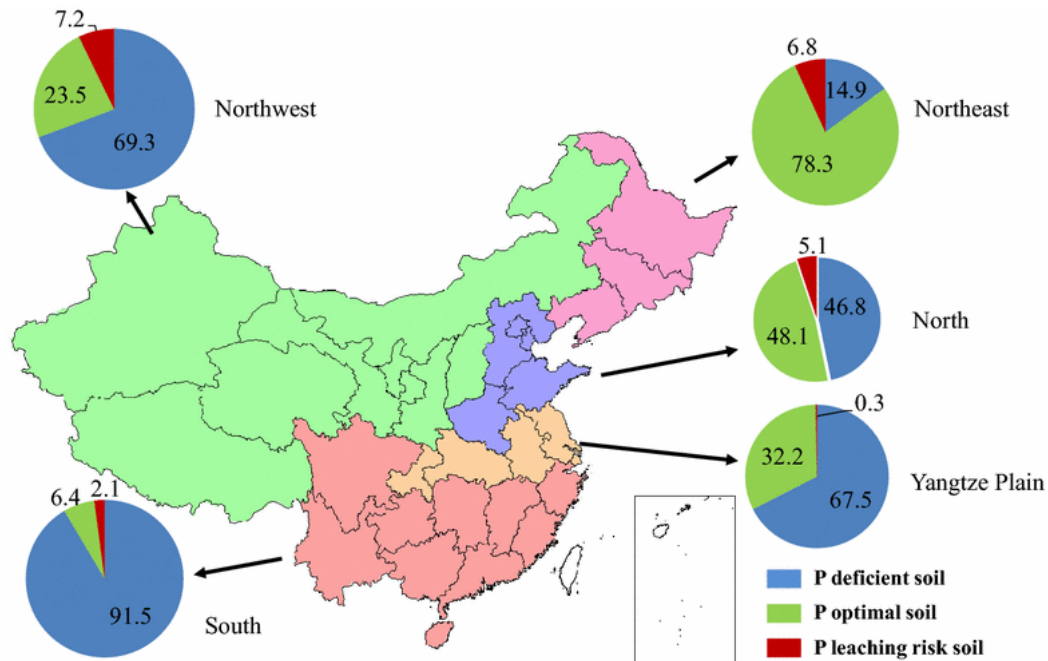 7.2
23.5
69.3
Northwest
6.8
14.9
78.3
Northeast
5.1
46.8
48.1
North
0.3
32.2
67.5
Yangtze Plain
6.4
2.1
91.5
South
P deficient soil
P optimal soil
P leaching risk soil